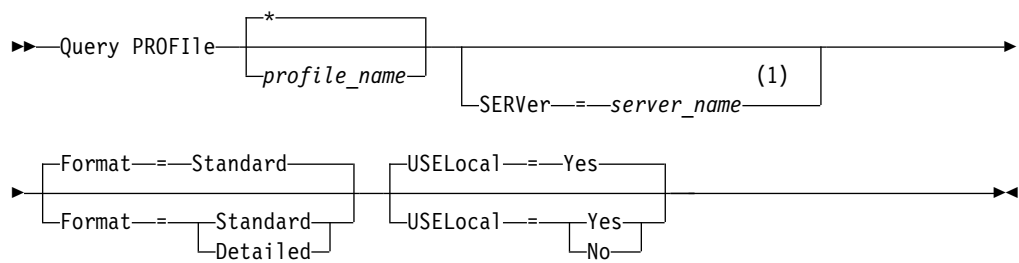 *
Query PROFIle
profile_name
(1)
SERVer = server_name
Format = Standard
USELocal = Yes
Format = Standard
USELocal = Yes
Detailed
No